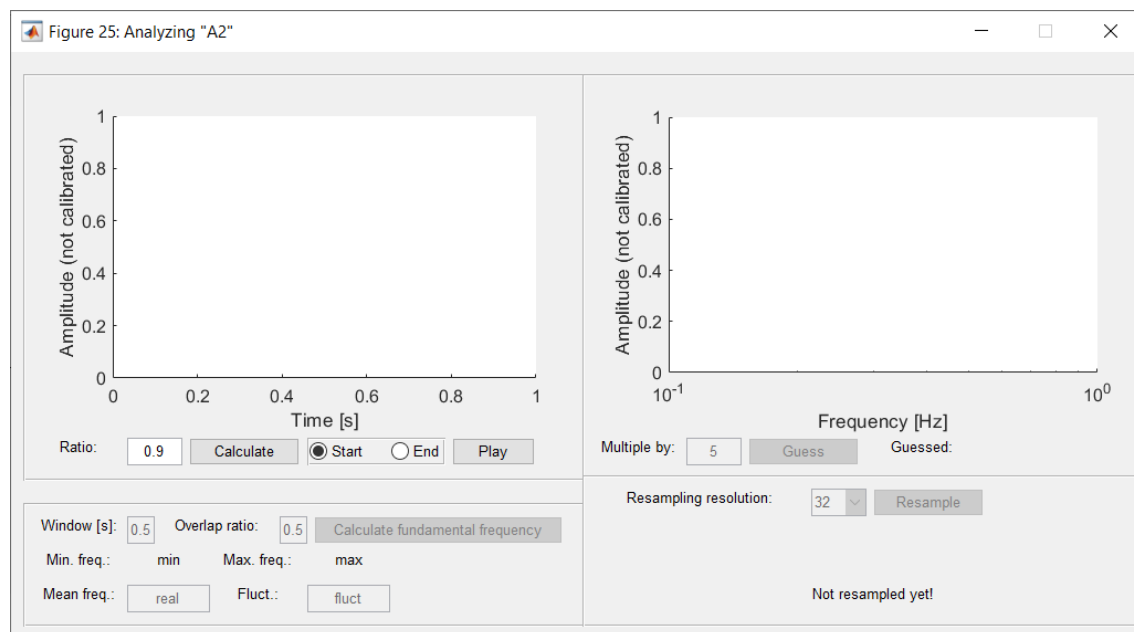 Figure 25: Analyzing "A2"
Amplitude (not calibrated)
1
0.8
0.6
0.4
0.2
0
0 0.2 0.4 0.6 0.8 1
Time [s]
Ratio: 0.9 Calculate Start End Play
Amplitude (not calibrated)
1
0.8
0.6
0.4
0.2
0
10^-1 10^0
Frequency [Hz]
Multiple by: 5 Guess Guessed:
Window [s]: 0.5 Overlap ratio: 0.5 Calculate fundamental frequency
Min. freq.: min Max. freq.: max
Mean freq.: real Fluct.: fluct
Resampling resolution: 32 Resample
Not resampled yet!